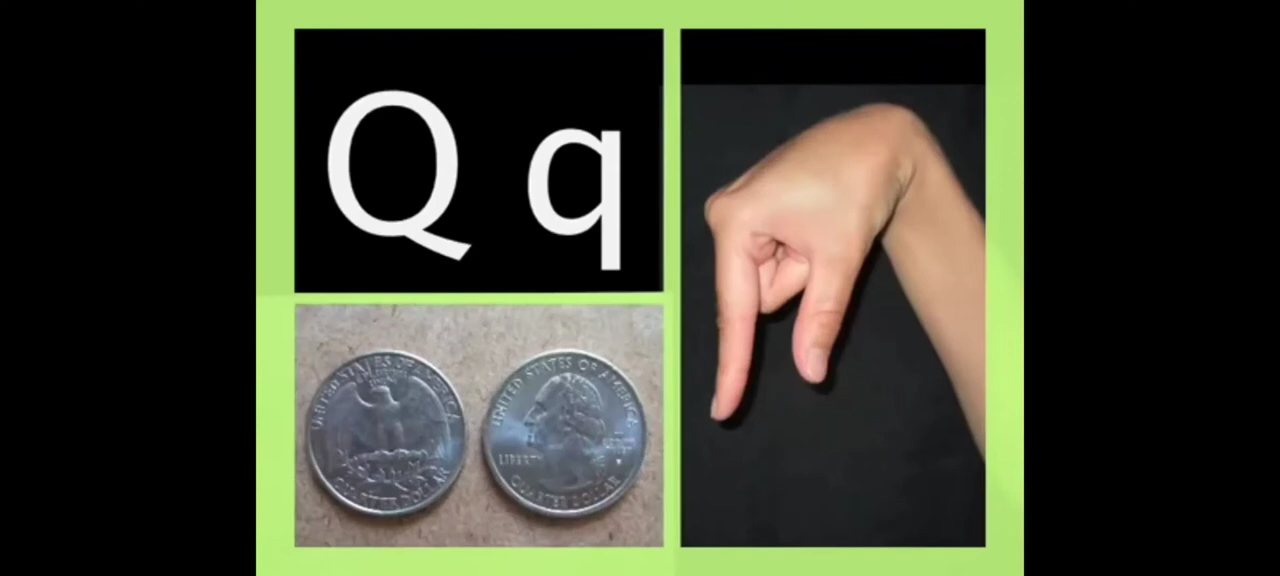 Q q
UNITED STATES OF AMERICA
QUARTER DOLLAR
UNITED STATES OF AMERICA
LIBERTY
QUARTER DOLLAR